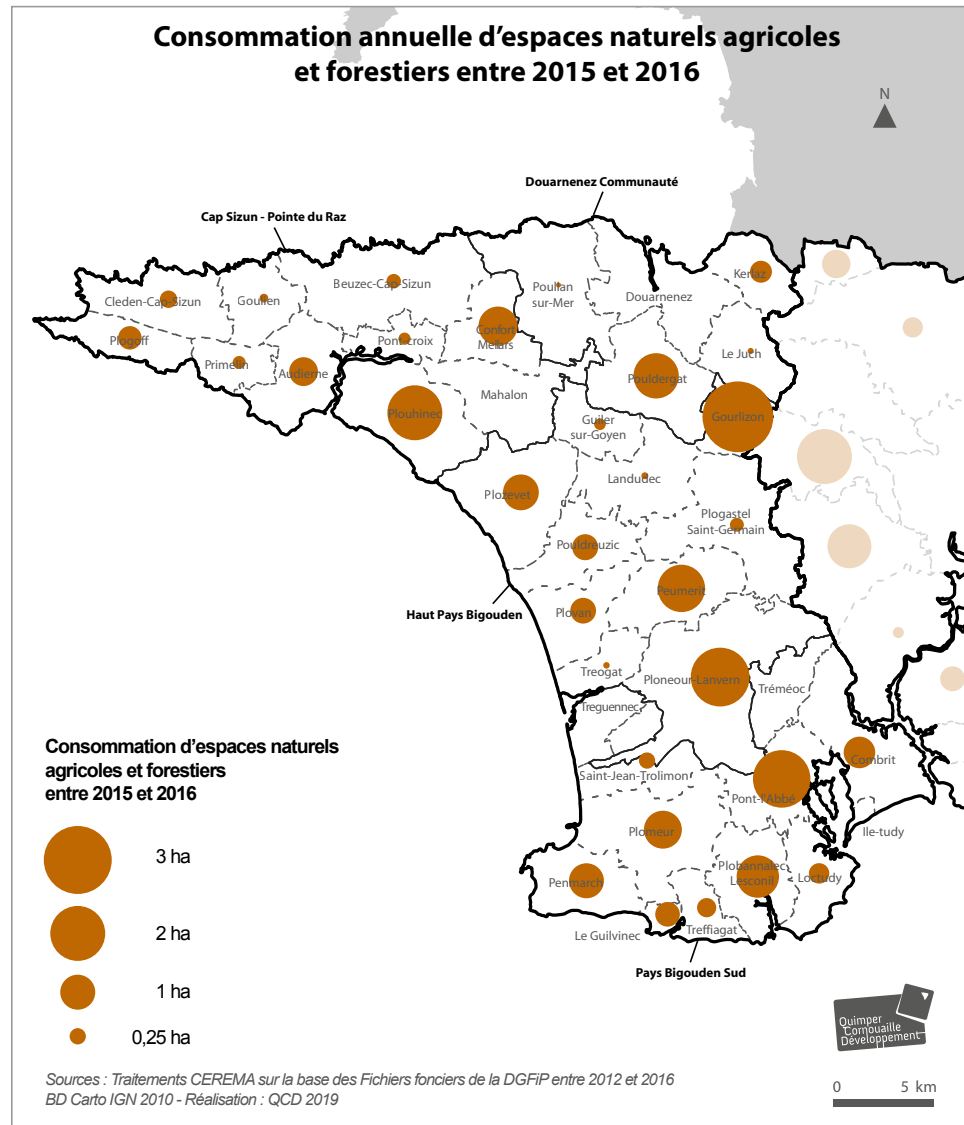 Consommation annuelle d'espaces naturels agricoles
et forestiers entre 2015 et 2016
N
Douarnenez Communauté
Cap Sizun - Pointe du Raz
Kerlaz
Beuzec-Cap-Sizun
Poullan
sur-Mer
Douarnenez
Cleden-Cap-Sizun
Goulien
Plogoff
Pont croix
Confort
Meilars
Le Juch
Primelin
Audierne
Pouldergat
Mahalon
Plouhinec
Gourlizon
Guiler
sur-Goyen
Landudec
Plozevet
Plogastel
Saint-Germain
Pouldreuzic
Peumerit
Haut Pays Bigouden
Plovan
Treogat
Ploneour-Lanvern
Tréméoc
Treguennec
Combrit
Saint-Jean-Trolimon
Pont-l'Abbé
Plomeur
Ile-tudy
Plobannalec
Lesconil
Loctudy
Penmarch
Treffiagat
Le Guilvinec
Pays Bigouden Sud
Consommation d'espaces naturels
agricoles et forestiers
entre 2015 et 2016
3 ha
2 ha
1 ha
0,25 ha
Quimper
Cornouaille
Développement
Sources : Traitements CEREMA sur la base des Fichiers fonciers de la DGFiP entre 2012 et 2016
BD Carto IGN 2010 - Réalisation : QCD 2019
0 5 km